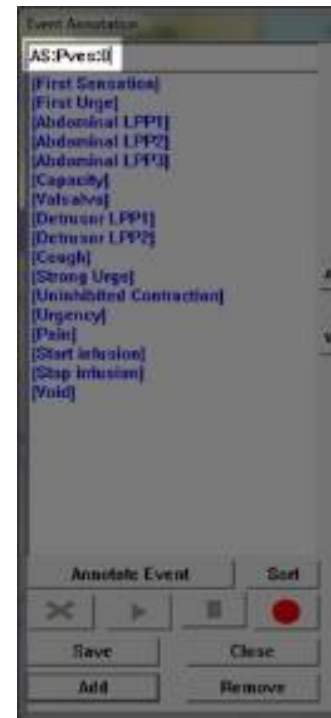 Event Annotation
AS:Pves:0
[First Sensation]
[First Urge]
[Abdominal LPP1]
[Abdominal LPP2]
[Abdominal LPP3]
[Capacity]
[Valsalva]
[Detrusor LPP1]
[Detrusor LPP2]
[Cough]
[Strong Urge]
[Uninhibited Contraction]
[Urgency]
[Pain]
[Start infusion]
[Stop infusion]
[Void]
Annotate Event Sort
Save Close
Add Remove